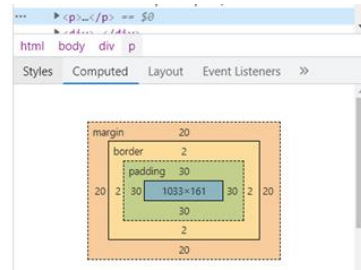 ••• ▶<p>…</p> == $0
html body div p
Styles Computed Layout Event Listeners »
margin 20
border 2
padding 30
20 2 30 1033×161 30 2 20
30
2
20